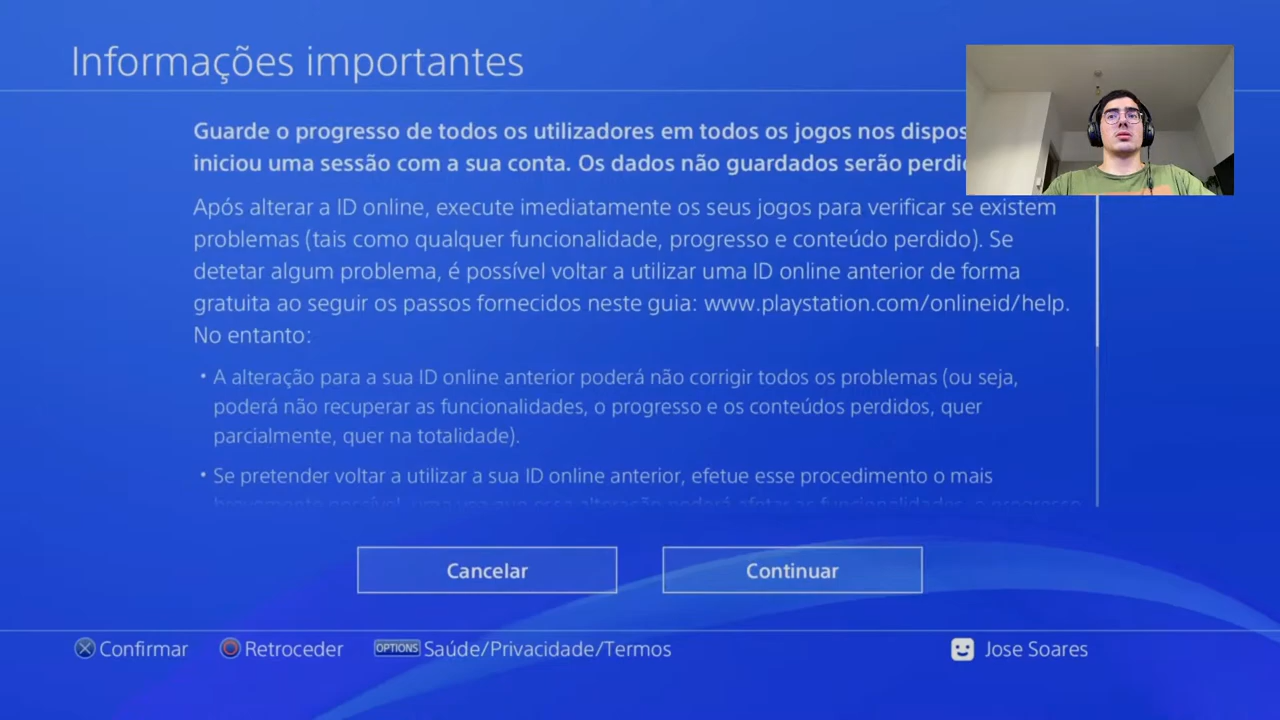 Informações importantes
Guarde o progresso de todos os utilizadores em todos os jogos nos
iniciou uma sessão com a sua conta. Os dados não guardados serão
Após alterar a ID online, execute imediatamente os seus jogos para verificar se existem
problemas (tais como qualquer funcionalidade, progresso e conteúdo perdido). Se
detetar algum problema, é possível voltar a utilizar uma ID online anterior de forma
gratuita ao seguir os passos fornecidos neste guia: www.playstation.com/onlineid/help.
No entanto:
• A alteração para a sua ID online anterior poderá não corrigir todos os problemas (ou seja,
poderá não recuperar as funcionalidades, o progresso e os conteúdos perdidos, quer
parcialmente, quer na totalidade).
• Se pretender voltar a utilizar a sua ID online anterior, efetue esse procedimento o mais
Cancelar
Continuar
Confirmar
Retroceder
OPTIONS Saúde/Privacidade/Termos
Jose Soares